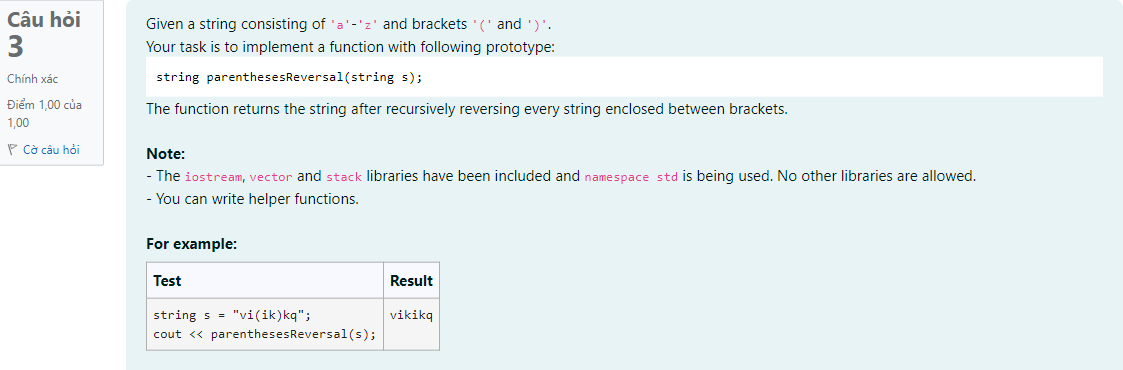 Câu hỏi
3
Chính xác
Điểm 1,00 của
1,00
Cờ câu hỏi
Given a string consisting of 'a'-'z' and brackets '(' and ')'.
Your task is to implement a function with following prototype:
string parenthesesReversal(string s);
The function returns the string after recursively reversing every string enclosed between brackets.
Note:
- The iostream, vector and stack libraries have been included and namespace std is being used. No other libraries are allowed.
- You can write helper functions.
For example:
Test Result
string s = "vi(ik)kq"; vikikq
cout << parenthesesReversal(s);